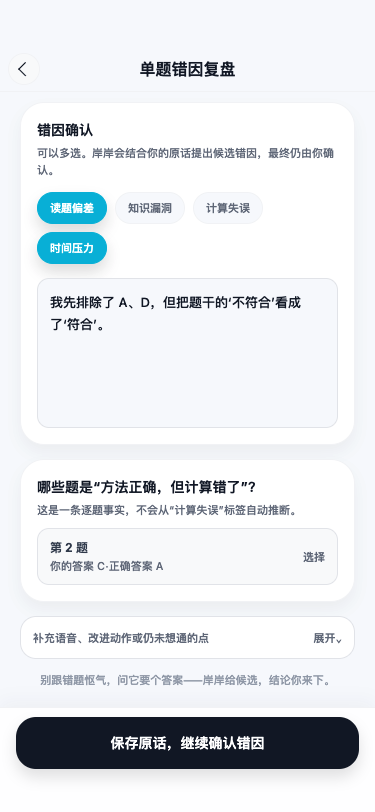 单题错因复盘
错因确认
可以多选。岸岸会结合你的原话提出候选错因，最终仍由你确
认。
读题偏差 知识漏洞 计算失误
时间压力
我先排除了 A、D，但把题干的‘不符合’看成
了‘符合’。
哪些题是“方法正确，但计算错了”？
这是一条逐题事实，不会从“计算失误”标签自动推断。
第 2 题
你的答案 C·正确答案 A
选择
补充语音、改进动作或仍未想通的点 展开⌄
别跟错题怄气，问它要个答案——岸岸给候选，结论你来下。
保存原话，继续确认错因